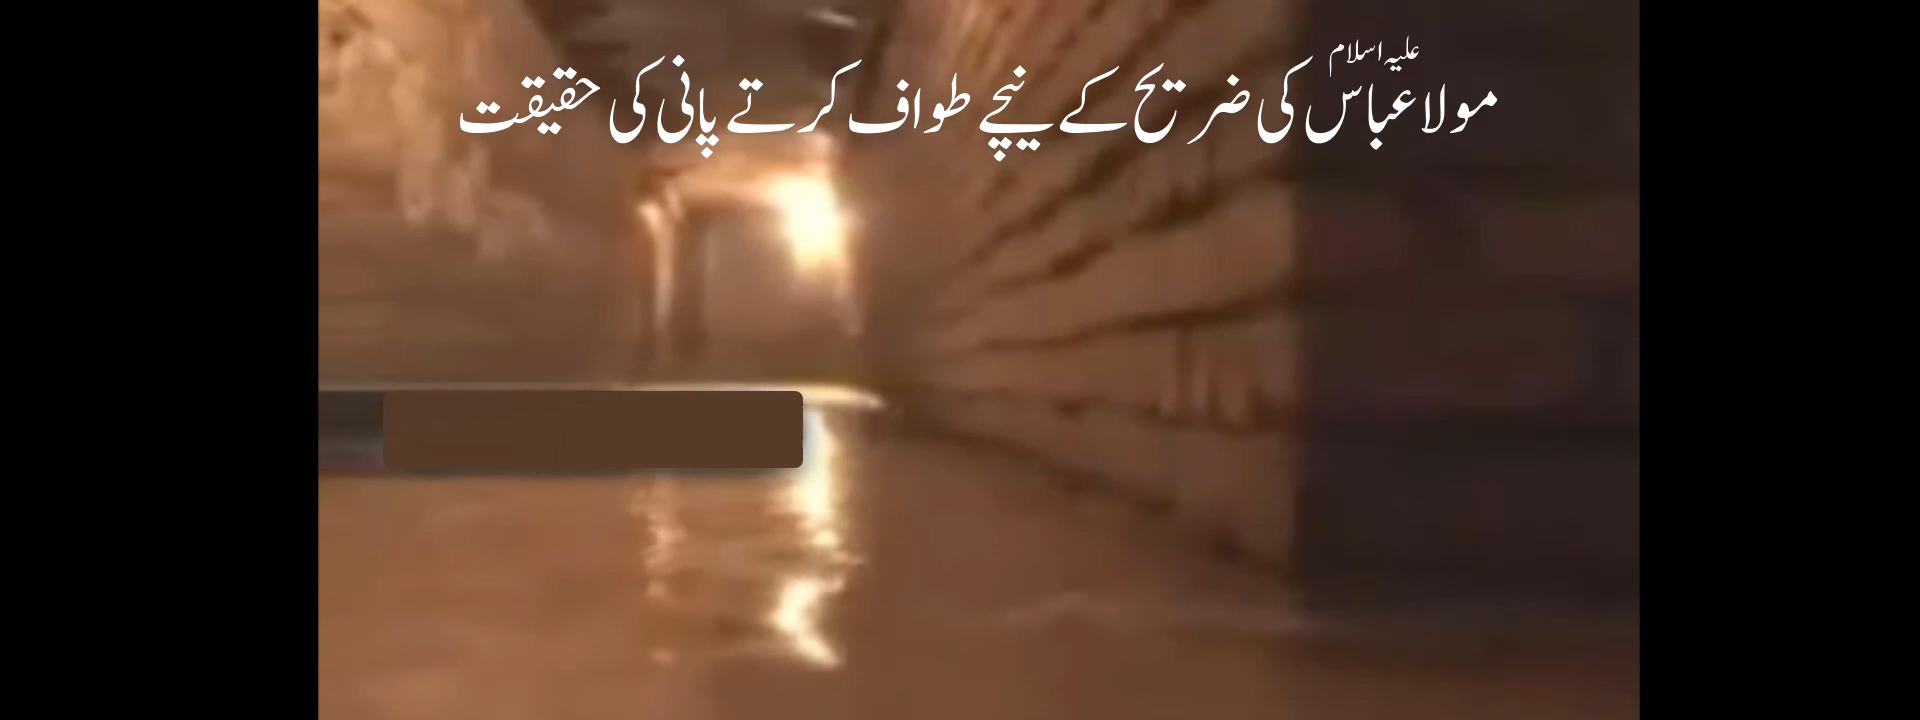 مولا عباس علیہ اسلام کی ضریح کے نیچے طواف کرتے پانی کی حقیقت